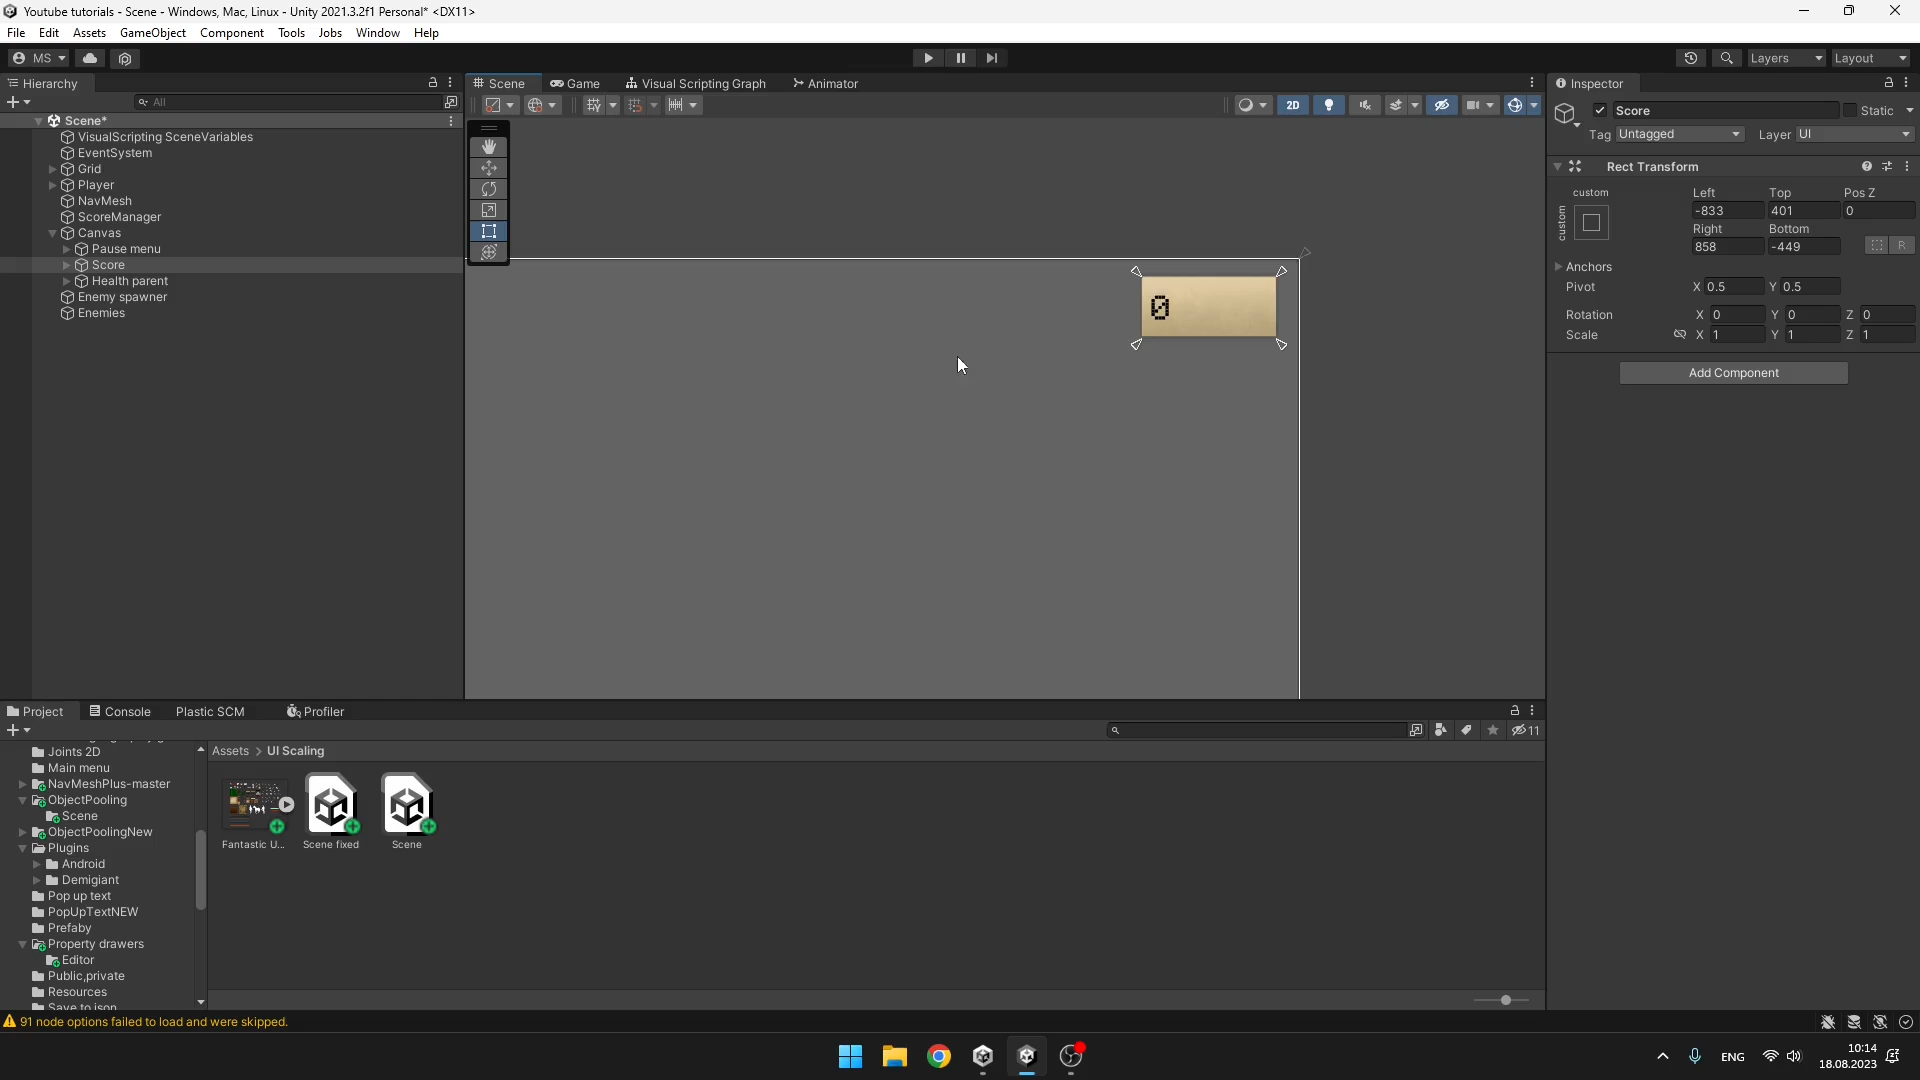 Youtube tutorials - Scene - Windows, Mac, Linux - Unity 2021.3.2f1 Personal* <DX11>
File Edit Assets GameObject Component Tools Jobs Window Help
MS Layers Layout
Hierarchy
All
Scene*
VisualScripting SceneVariables
EventSystem
Grid
Player
NavMesh
ScoreManager
Canvas
Pause menu
Score
Health parent
Enemy spawner
Enemies
Scene Game Visual Scripting Graph Animator
2D
0
Inspector
Score Static
Tag Untagged Layer UI
Rect Transform
custom Left Top Pos Z
custom
-833 401 0
Right Bottom
858 -449 R
Anchors
Pivot X 0.5 Y 0.5
Rotation X 0 Y 0 Z 0
Scale X 1 Y 1 Z 1
Add Component
Project Console Plastic SCM Profiler
11
Joints 2D
Main menu
NavMeshPlus-master
ObjectPooling
Scene
ObjectPoolingNew
Plugins
Android
Demigiant
Pop up text
PopUpTextNEW
Prefaby
Property drawers
Editor
Public,private
Resources
Save to json
Assets > UI Scaling
Fantastic U... Scene fixed Scene
91 node options failed to load and were skipped.
ENG 10:14
18.08.2023